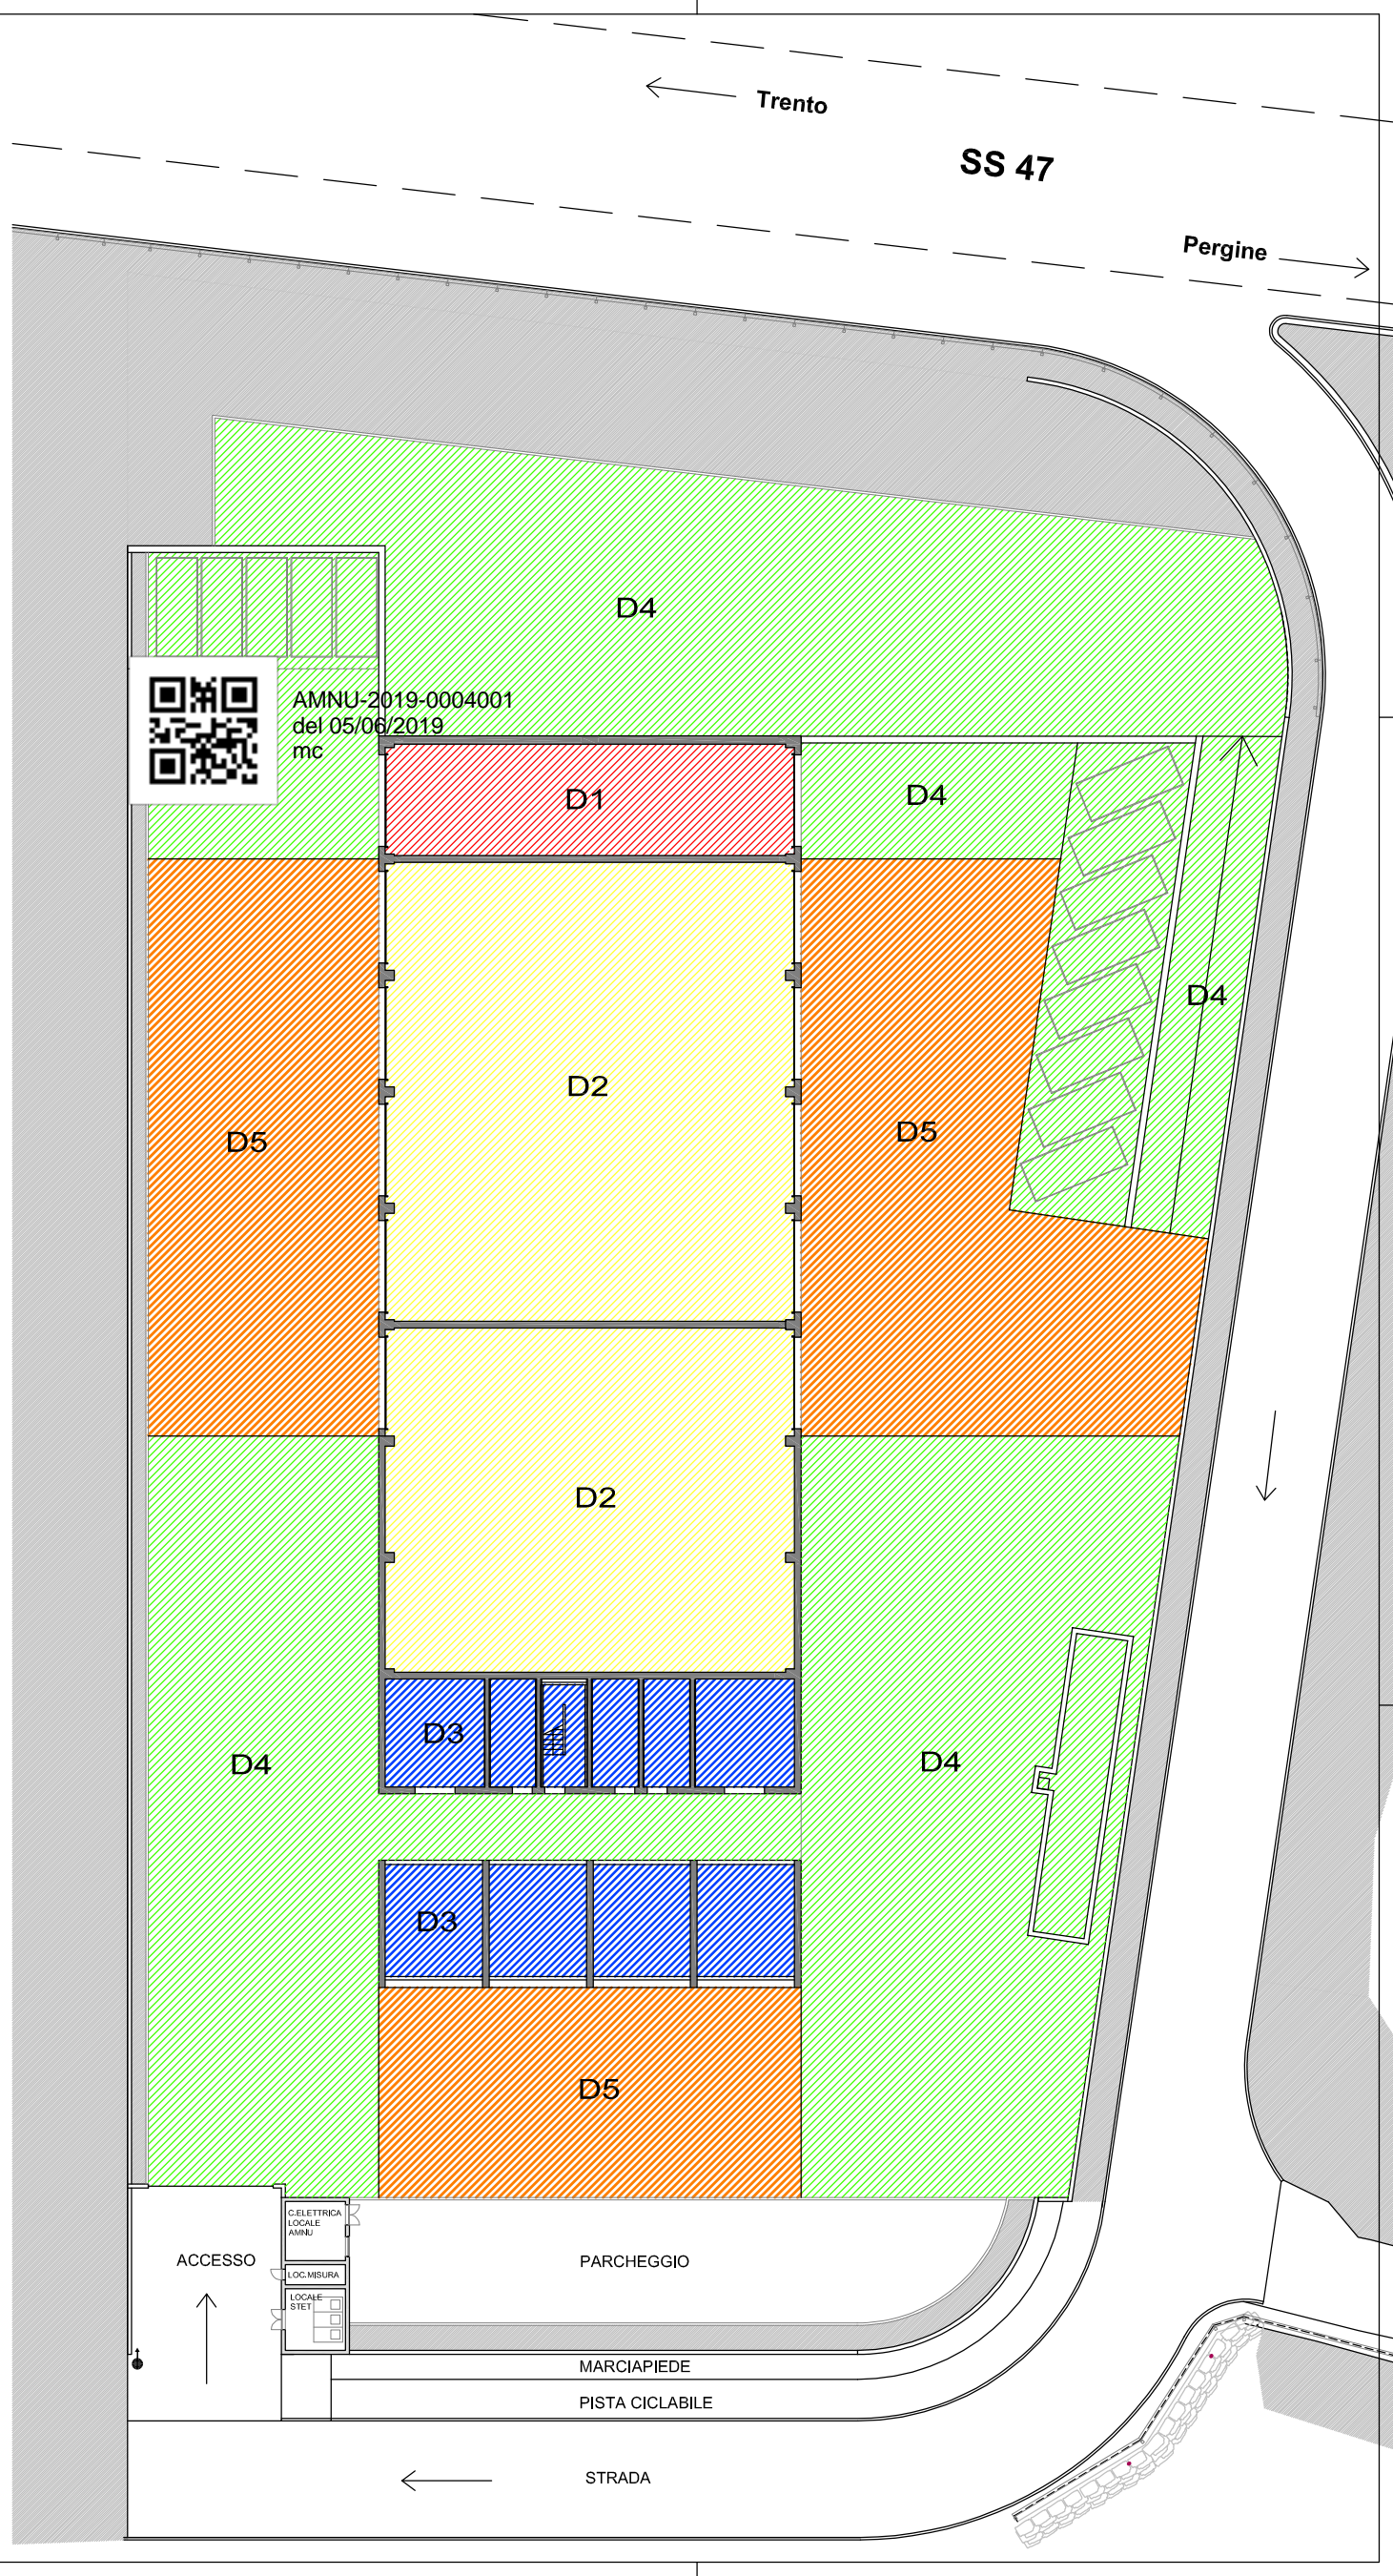 Trento
SS 47
Pergine
D4
AMNU-2019-0004001
del 05/06/2019
mc
D1
D4
D4
D2
D5
D5
D2
D3
D4
D4
D3
D5
C.ELETTRICA
LOCALE
AMNU
ACCESSO
PARCHEGGIO
LOC.MISURA
LOCALE
STET
MARCIAPIEDE
PISTA CICLABILE
STRADA